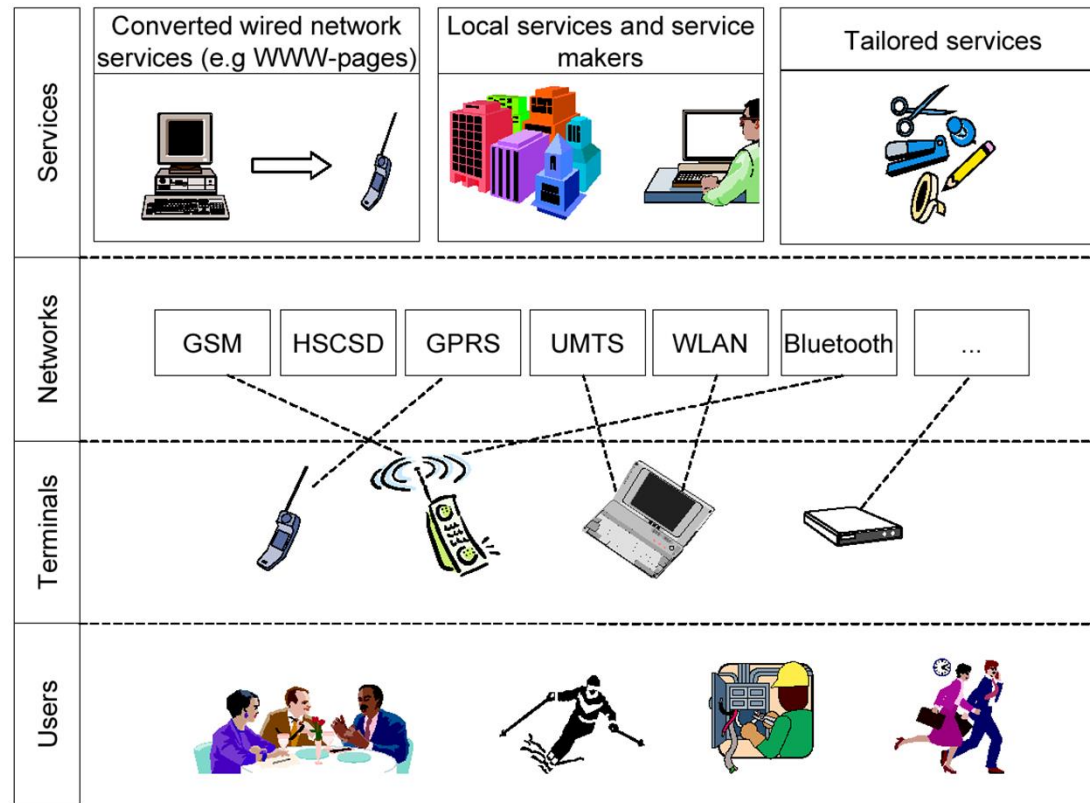 Services
Converted wired network
services (e.g WWW-pages)
Local services and service
makers
Tailored services
Networks
GSM
HSCSD
GPRS
UMTS
WLAN
Bluetooth
...
Terminals
Users